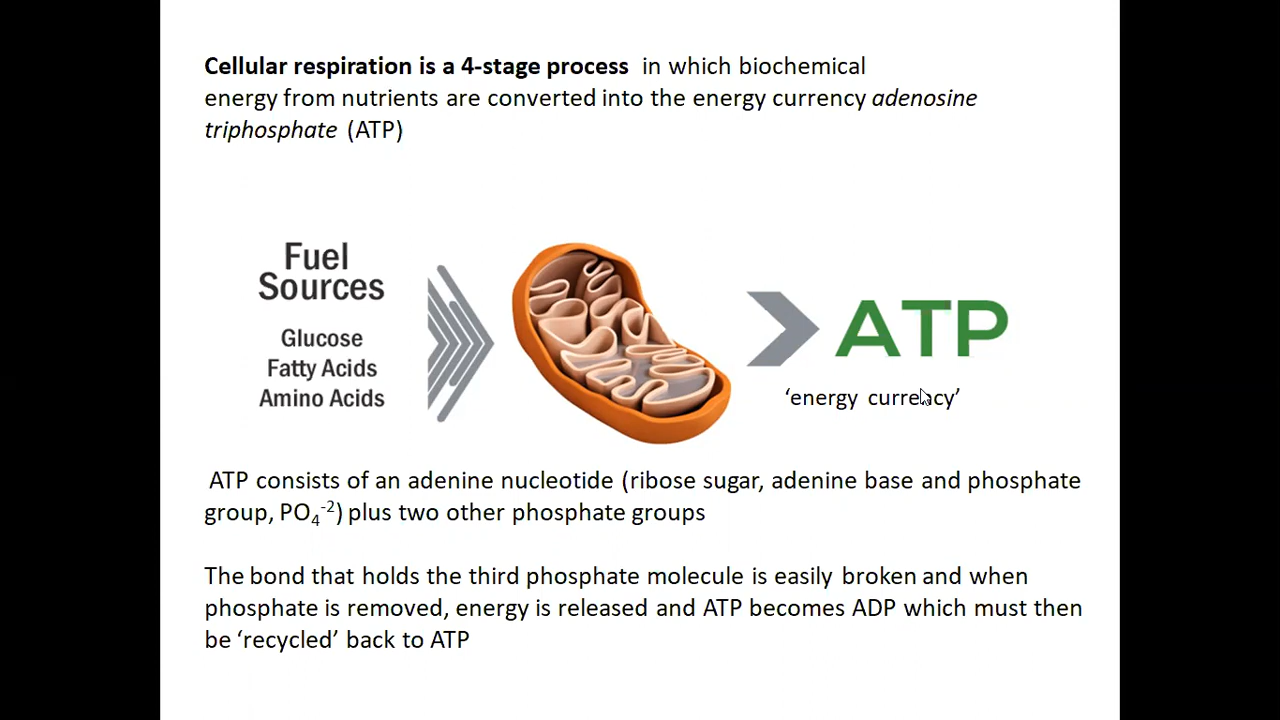 Cellular respiration is a 4-stage process in which biochemical
energy from nutrients are converted into the energy currency adenosine
triphosphate (ATP)
Fuel
Sources
Glucose
Fatty Acids
Amino Acids
ATP
‘energy currency’
ATP consists of an adenine nucleotide (ribose sugar, adenine base and phosphate
group, PO₄⁻²) plus two other phosphate groups
The bond that holds the third phosphate molecule is easily broken and when
phosphate is removed, energy is released and ATP becomes ADP which must then
be ‘recycled’ back to ATP